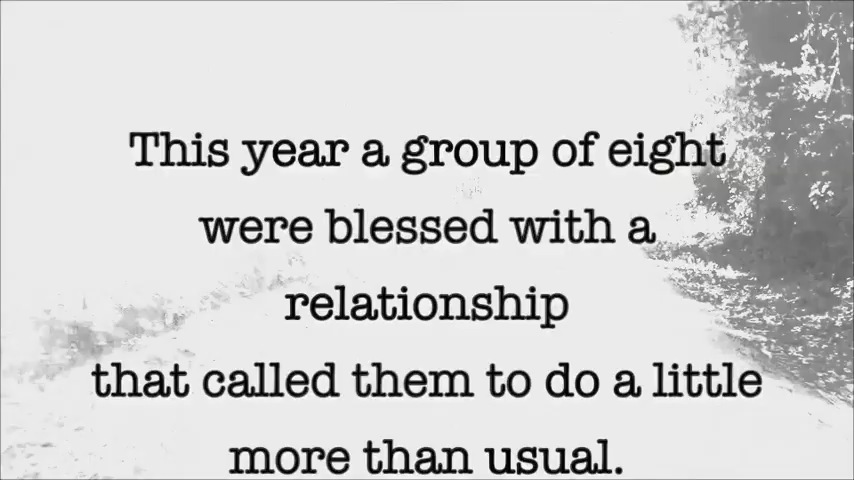 This year a group of eight
were blessed with a
relationship
that called them to do a little
more than usual.